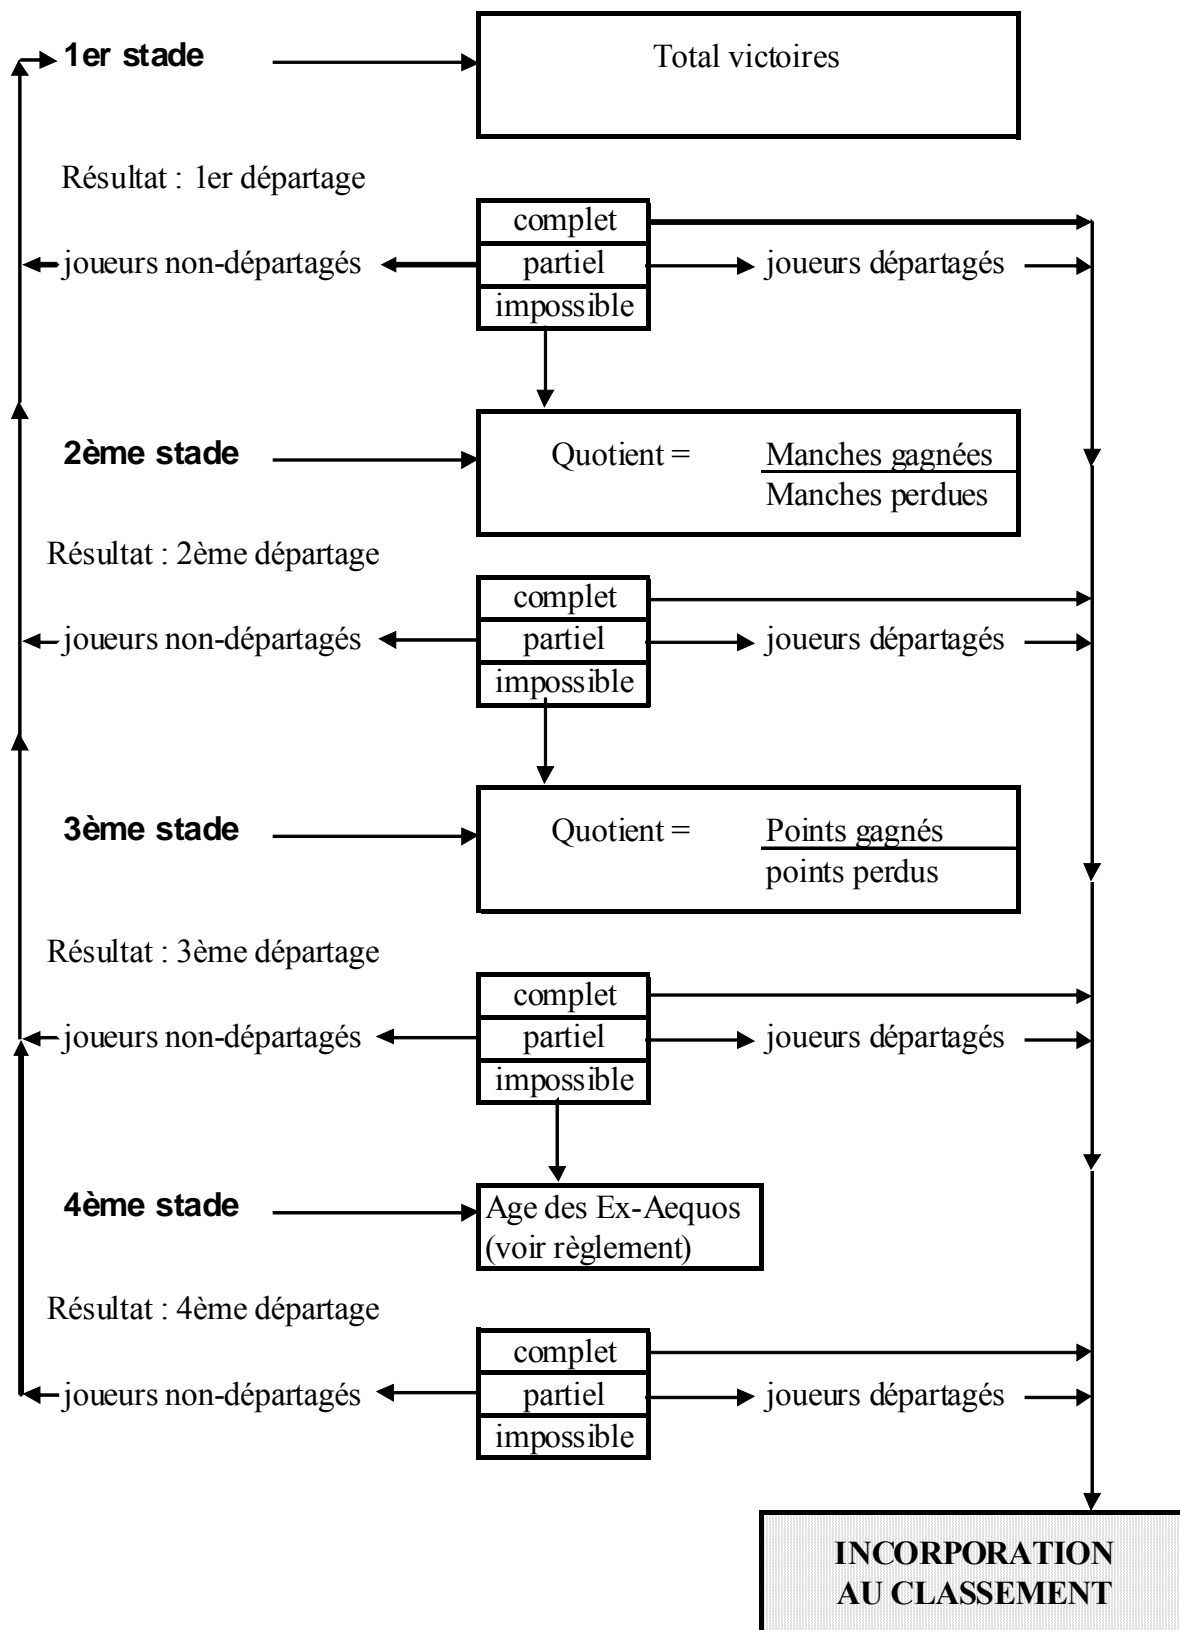 1er stade
Total victoires
Résultat : 1er départage
complet
joueurs non-départagés
partiel
joueurs départagés
impossible
2ème stade
Quotient =
Manches gagnées
Manches perdues
Résultat : 2ème départage
complet
joueurs non-départagés
partiel
joueurs départagés
impossible
3ème stade
Quotient =
Points gagnés
points perdus
Résultat : 3ème départage
complet
joueurs non-départagés
partiel
joueurs départagés
impossible
4ème stade
Age des Ex-Aequos
(voir règlement)
Résultat : 4ème départage
complet
joueurs non-départagés
partiel
joueurs départagés
impossible
INCORPORATION
AU CLASSEMENT